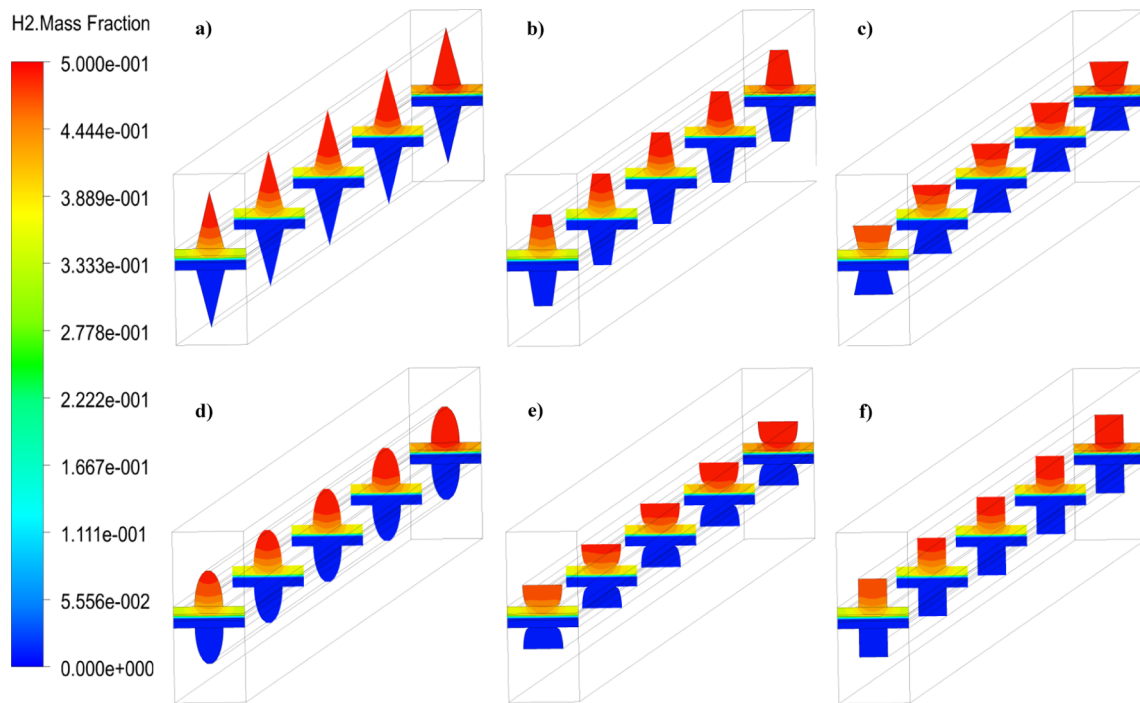 H2.Mass Fraction
5.000e-001
4.444e-001
3.889e-001
3.333e-001
2.778e-001
2.222e-001
1.667e-001
1.111e-001
5.556e-002
0.000e+000
a)
b)
c)
d)
e)
f)